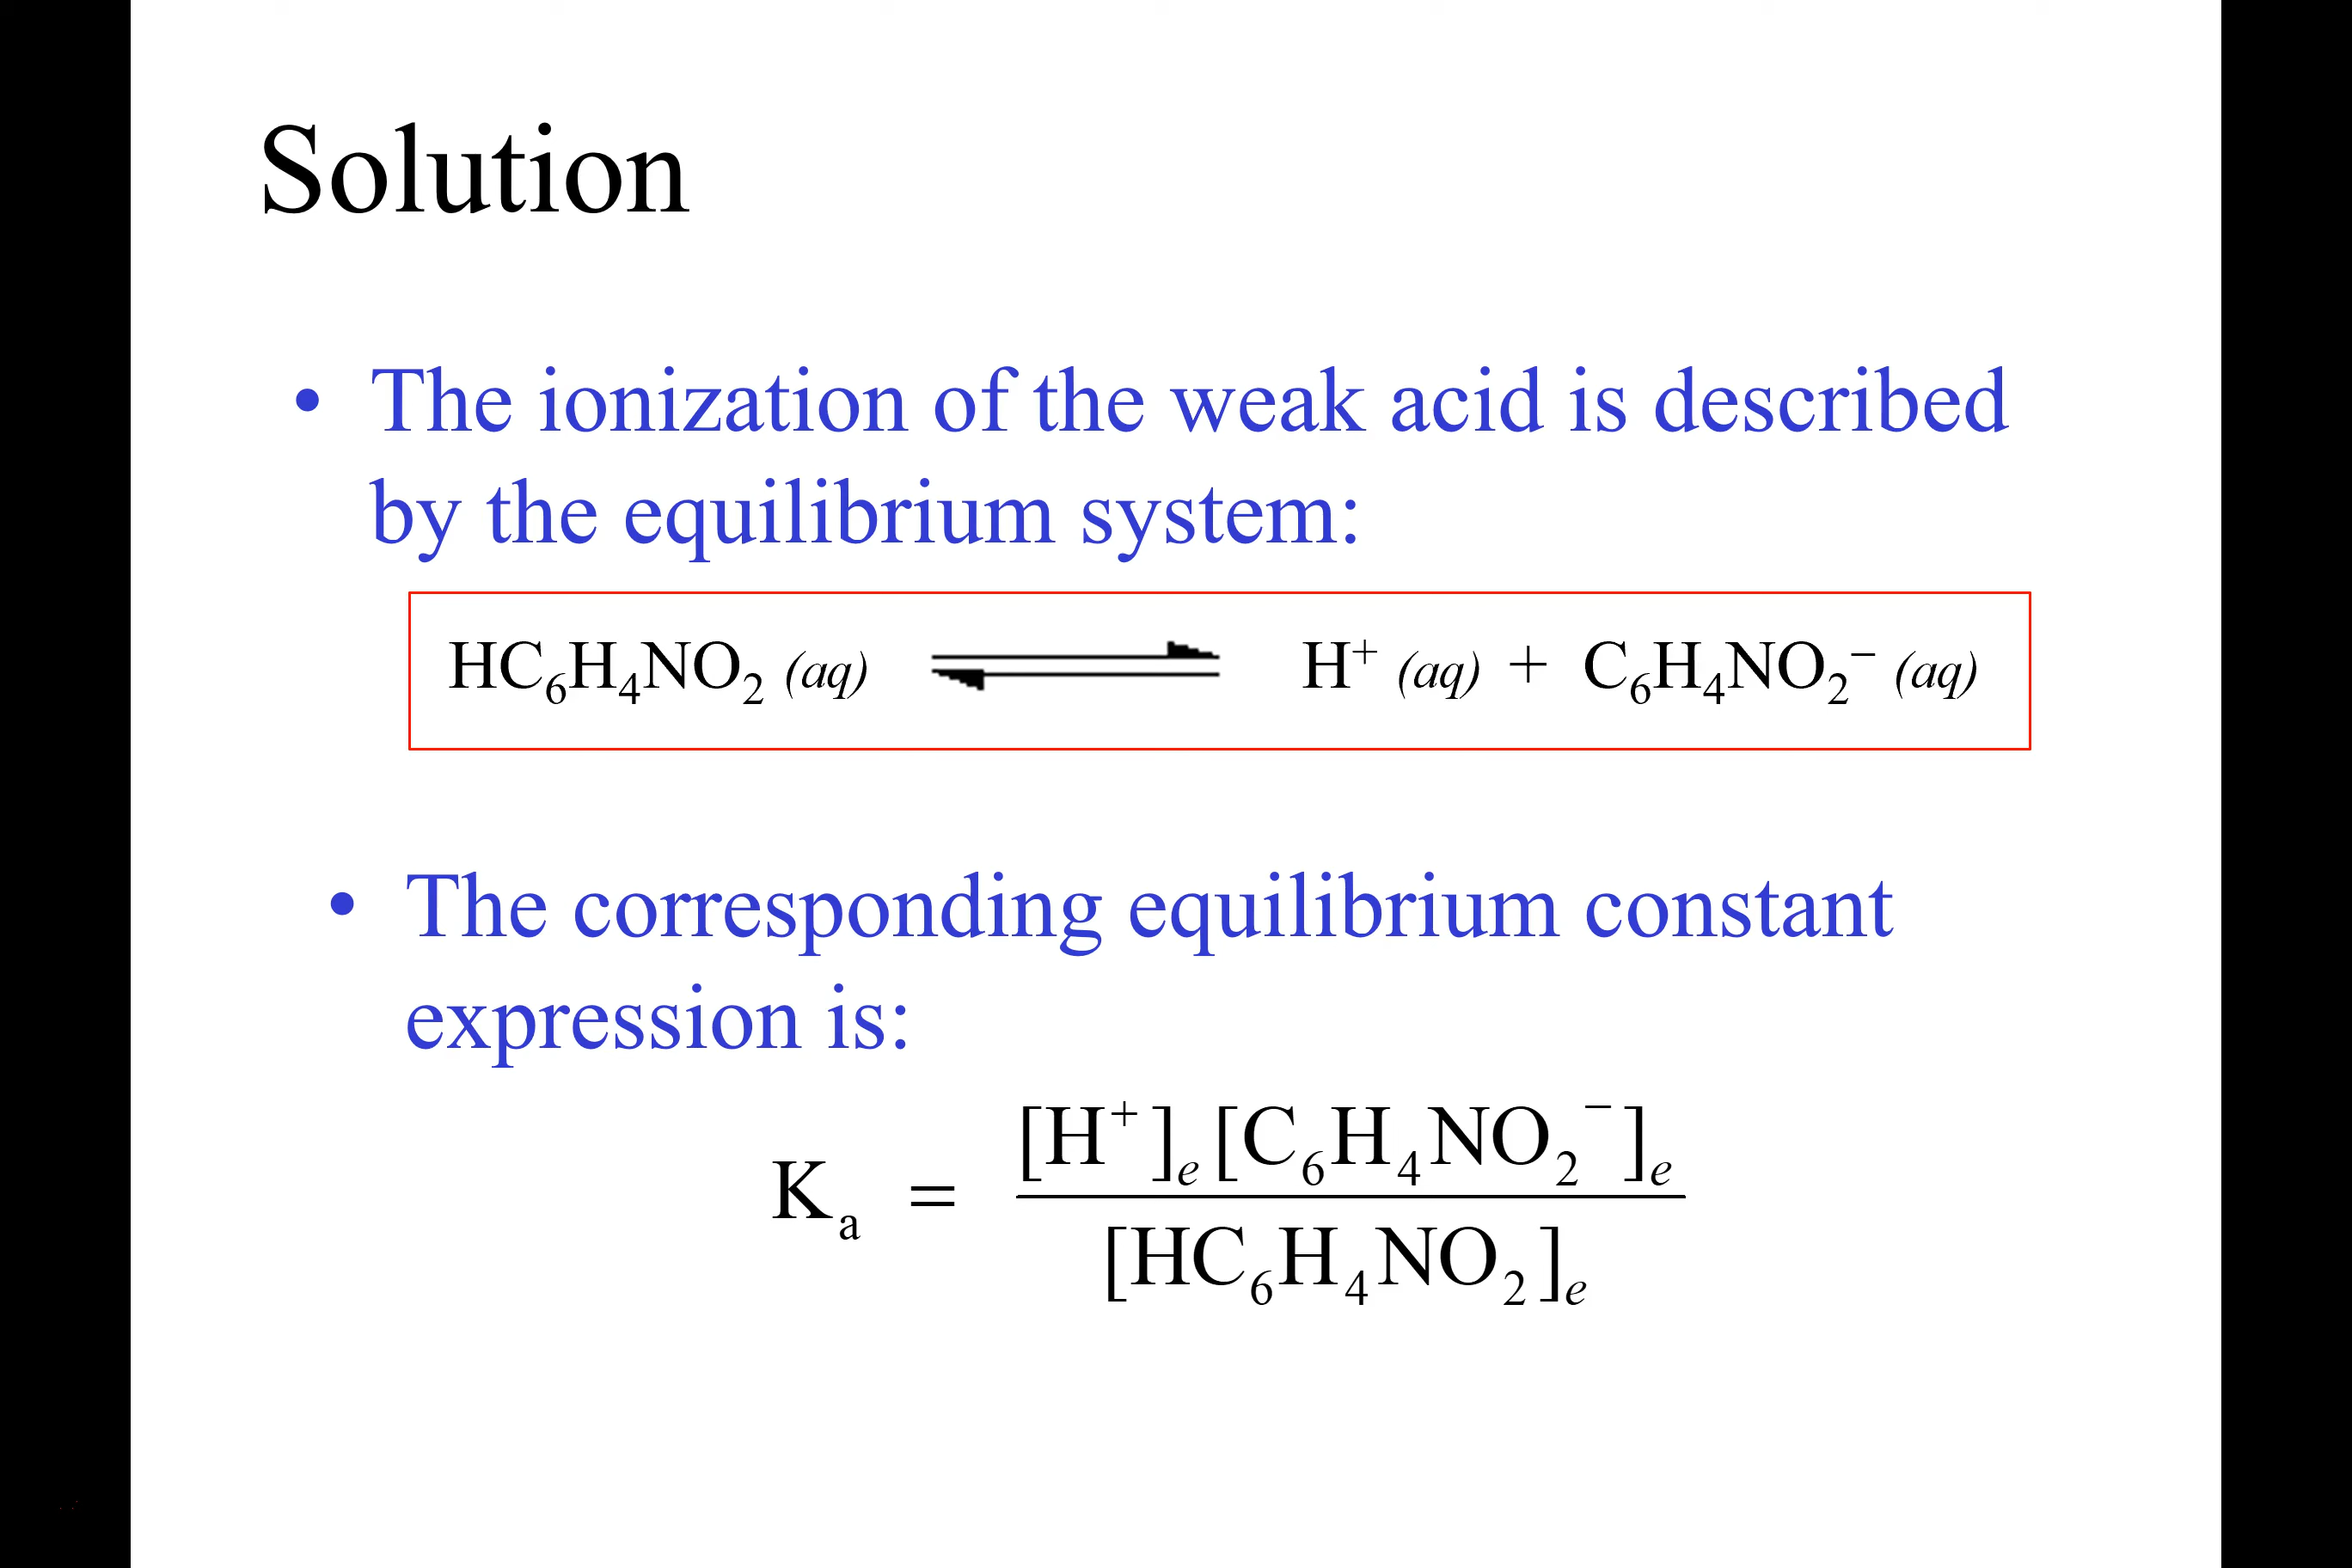 Solution
• The ionization of the weak acid is described
by the equilibrium system:
HC₆H₄NO₂ (aq) ⇌ H⁺ (aq) + C₆H₄NO₂⁻ (aq)
• The corresponding equilibrium constant
expression is:
[H⁺]ₑ [C₆H₄NO₂⁻]ₑ
Kₐ =
[HC₆H₄NO₂]ₑ